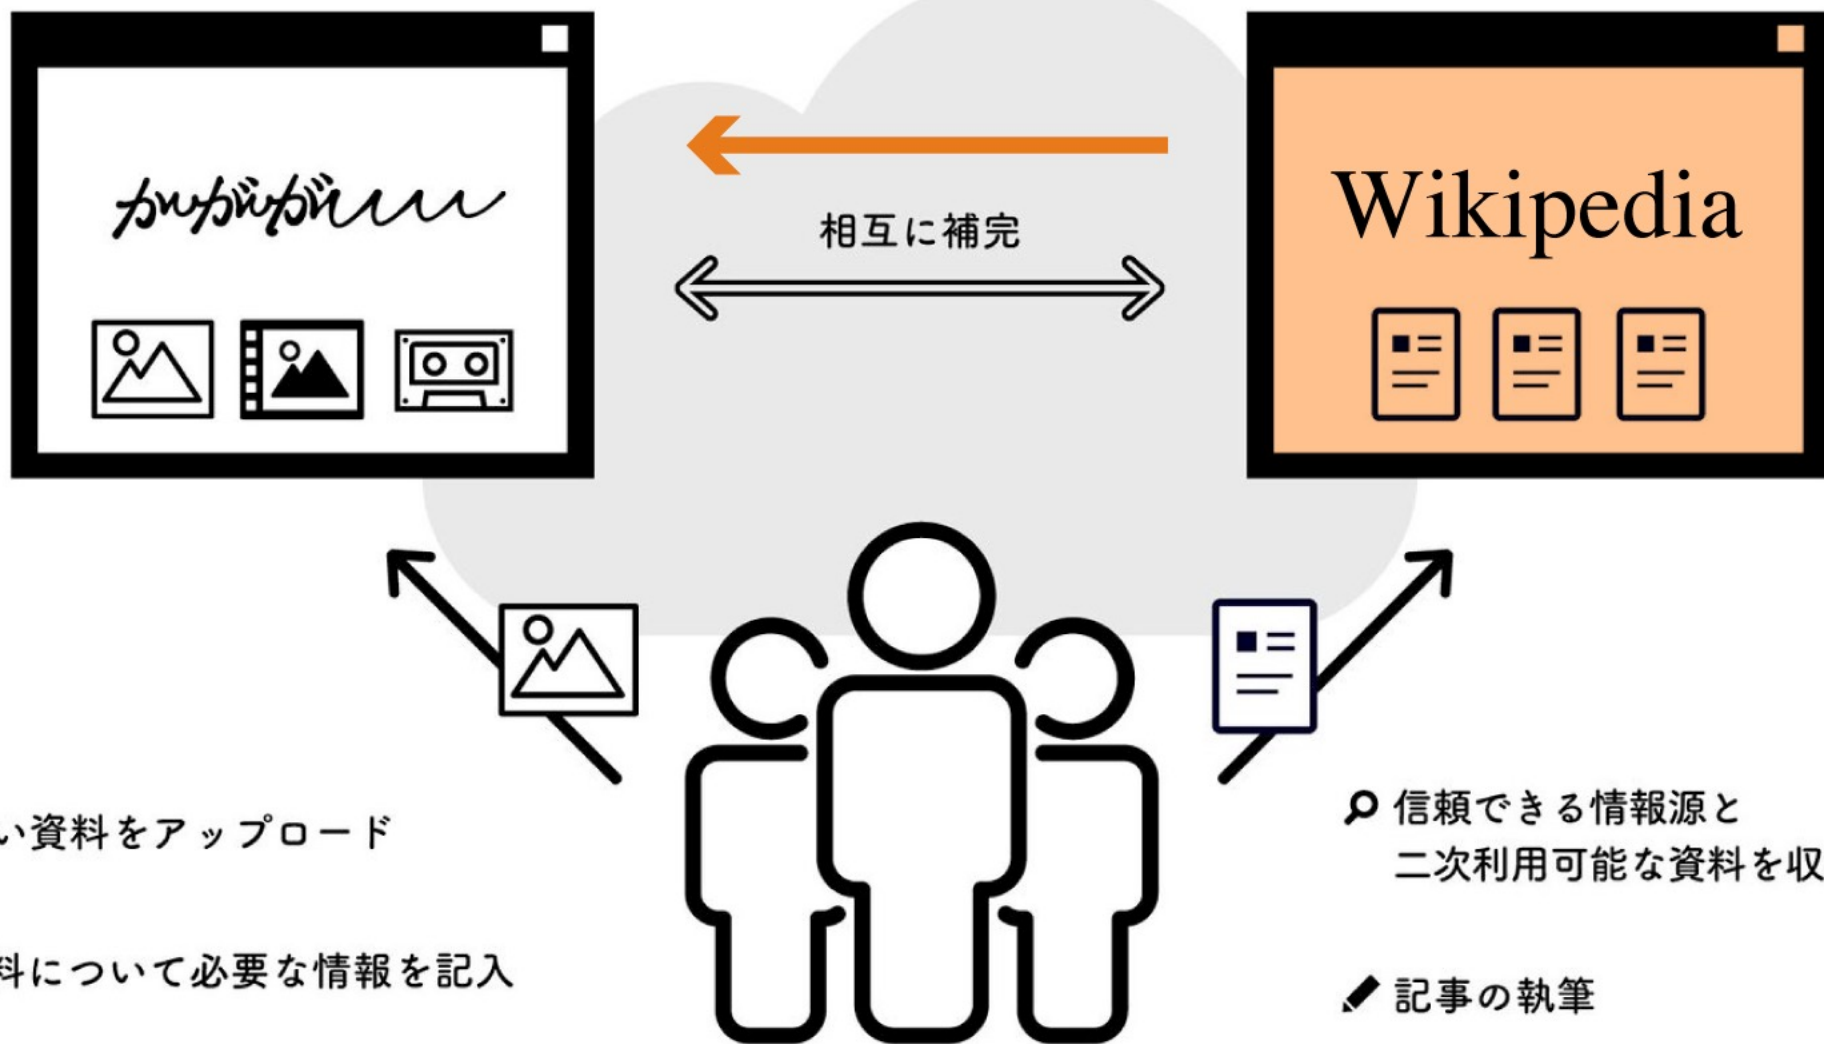 かんがんがn
相互に補完
Wikipedia
い資料をアップロード
料について必要な情報を記入
信頼できる情報源と
二次利用可能な資料を収
記事の執筆